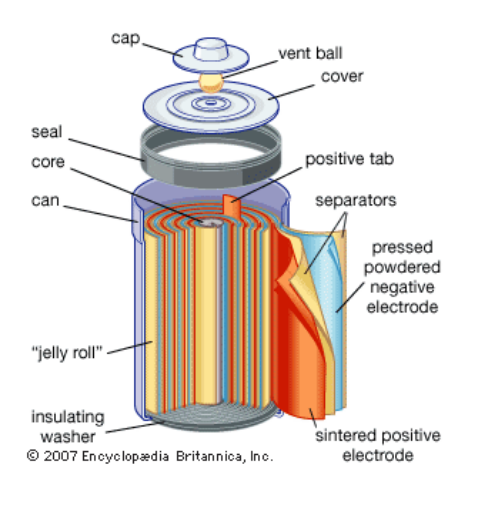 cap
vent ball
cover
seal
core
positive tab
can
separators
pressed
powdered
negative
electrode
“jelly roll”
insulating
washer
sintered positive
electrode
© 2007 Encyclopædia Britannica, Inc.